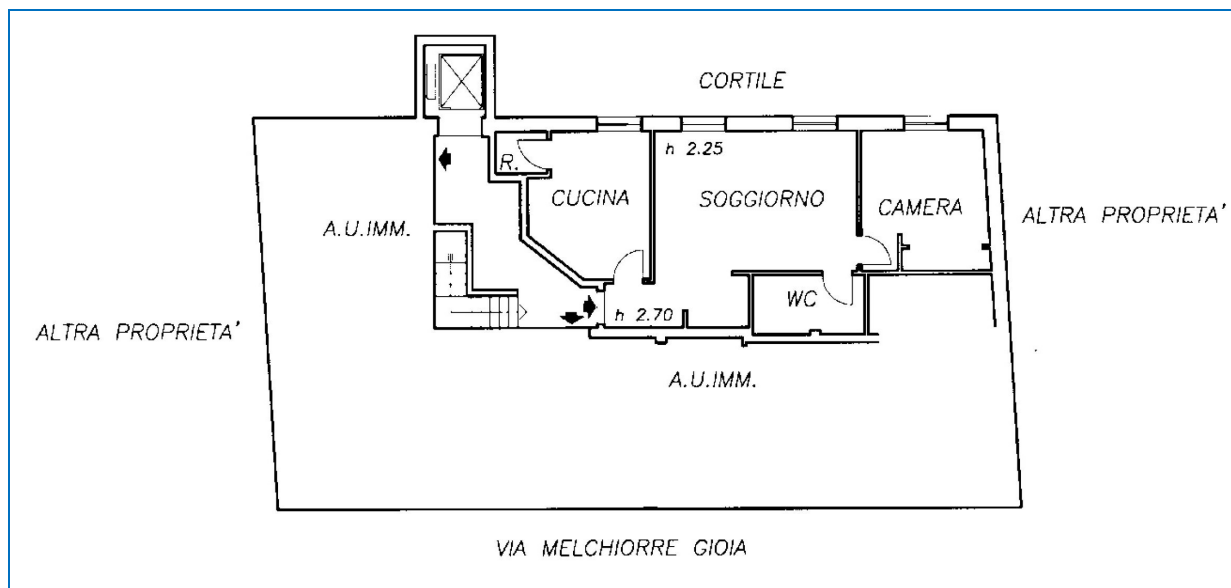 CORTILE
R.
h 2.25
CUCINA
SOGGIORNO
CAMERA
ALTRA PROPRIETA'
A.U.IMM.
WC
h 2.70
ALTRA PROPRIETA'
A.U.IMM.
VIA MELCHIORRE GIOIA